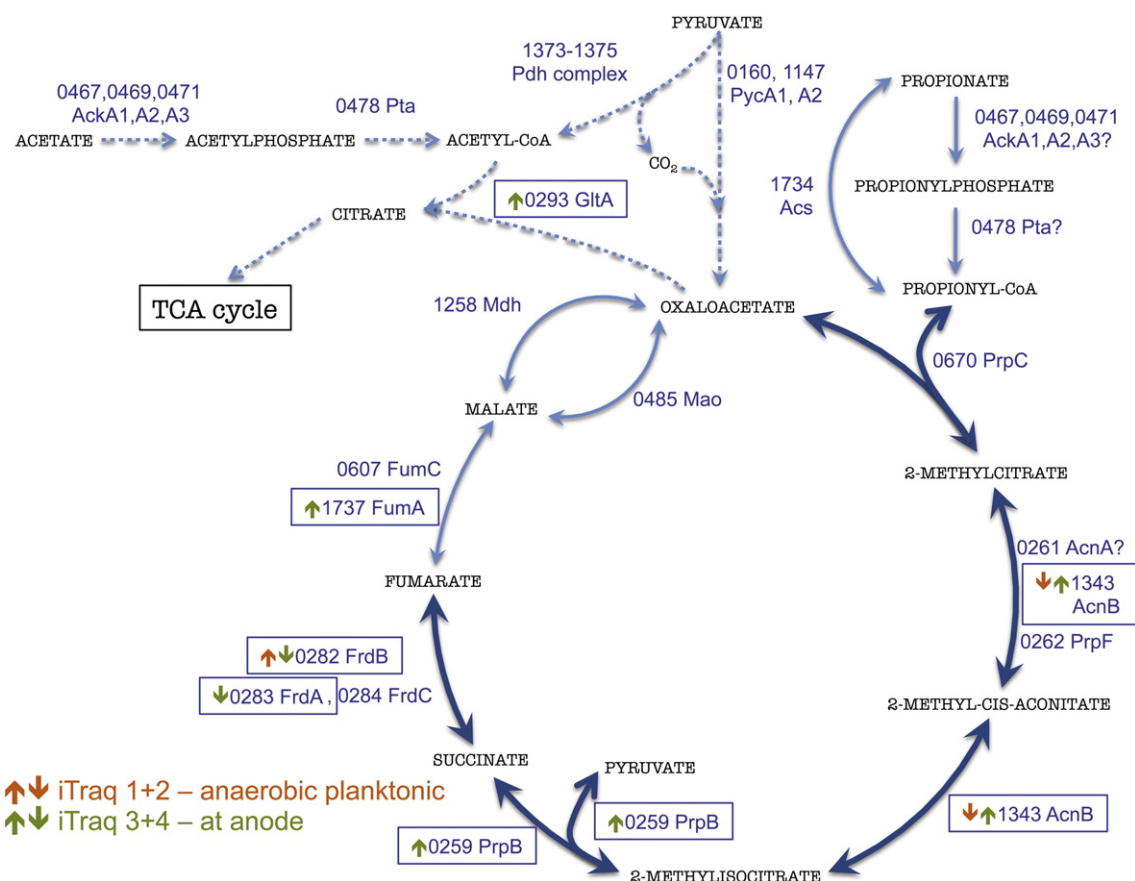 PYRUVATE
1373-1375
Pdh complex
0160, 1147
PycA1, A2
PROPIONATE
0467,0469,0471
AckA1,A2,A3
0478 Pta
0467,0469,0471
AckA1,A2,A3?
ACETATE
ACETYLPHOSPHATE
ACETYL-CoA
CO2
1734
Acs
PROPIONYLPHOSPHATE
0293 GltA
CITRATE
0478 Pta?
TCA cycle
1258 Mdh
OXALOACETATE
PROPIONYL-CoA
0670 PrpC
0485 Mao
MALATE
0607 FumC
1737 FumA
2-METHYLCITRATE
0261 AcnA?
1343
AcnB
0262 PrpF
FUMARATE
0282 FrdB
0283 FrdA , 0284 FrdC
2-METHYL-CIS-ACONITATE
SUCCINATE
PYRUVATE
iTraq 1+2 – anaerobic planktonic
iTraq 3+4 – at anode
0259 PrpB
0259 PrpB
1343 AcnB
2-METHYLISOCITRATE